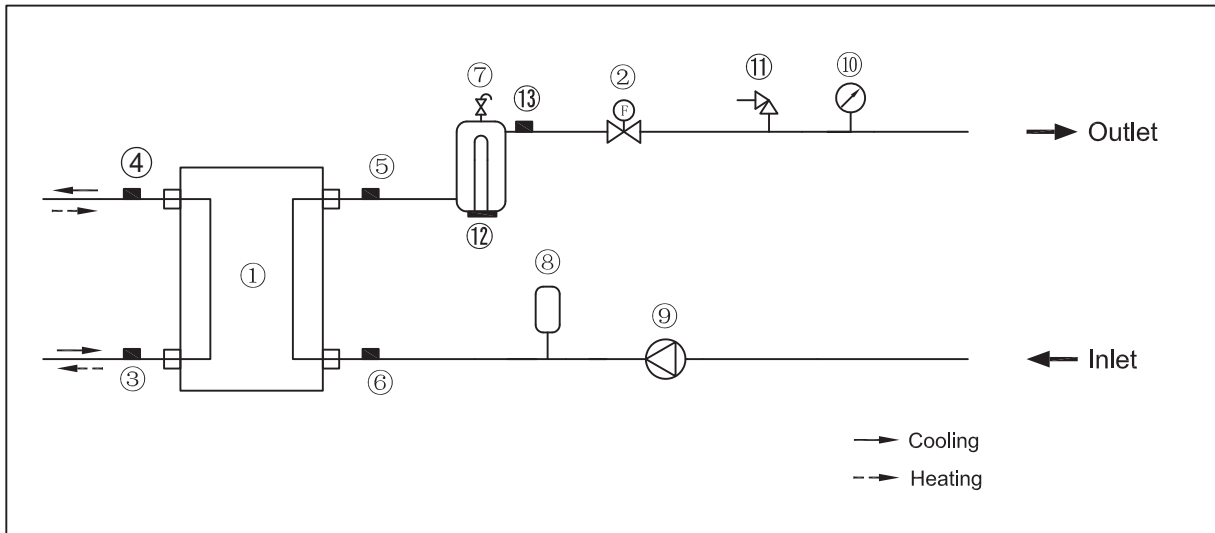 ⑦
⑬
②
⑪
⑩
F
Outlet
④
⑤
⑫
①
⑧
⑨
Inlet
③
⑥
Cooling
Heating